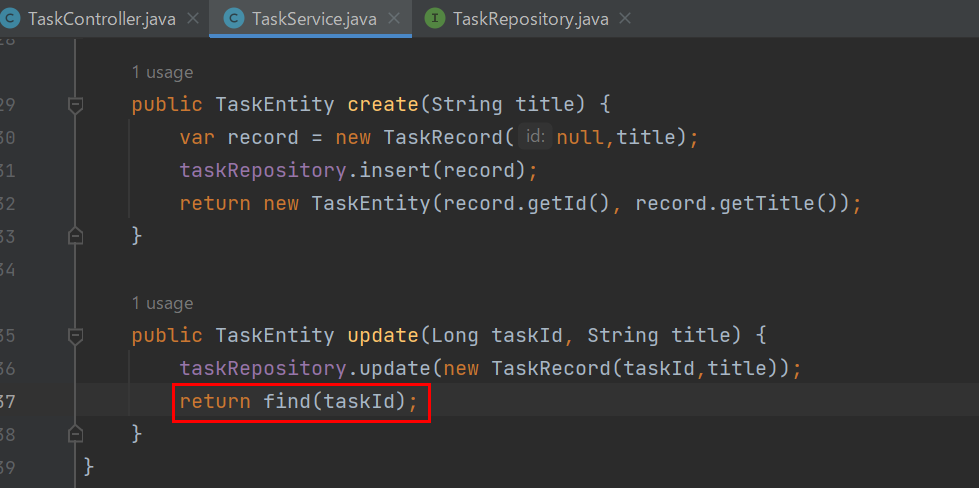 TaskController.java TaskService.java TaskRepository.java
1 usage
29 public TaskEntity create(String title) {
30 var record = new TaskRecord( id: null,title);
31 taskRepository.insert(record);
32 return new TaskEntity(record.getId(), record.getTitle());
33 }
34
1 usage
35 public TaskEntity update(Long taskId, String title) {
36 taskRepository.update(new TaskRecord(taskId,title));
37 return find(taskId);
38 }
39 }